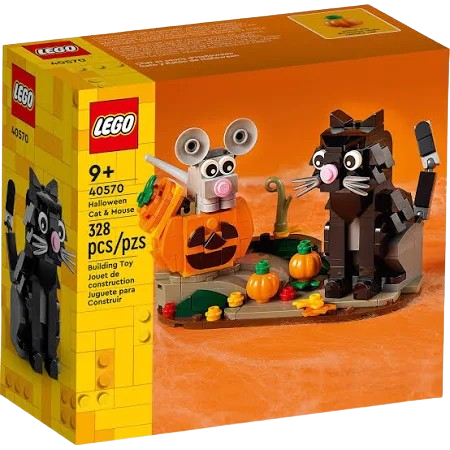 LEGO
40570
LEGO
40570
LEGO
9+
40570
Halloween
Cat & Mouse
328
pcs/pzs
Building Toy
Jouet de
construction
Juguete para
Construir